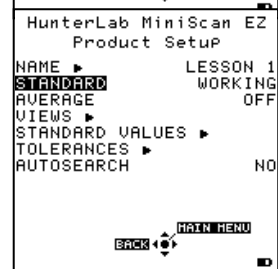 HunterLab MiniScan EZ
Product Setup
NAME ► LESSON 1
STANDARD WORKING
AVERAGE OFF
VIEWS ►
STANDARD VALUES ►
TOLERANCES ►
AUTOSEARCH NO
MAIN MENU
BACK